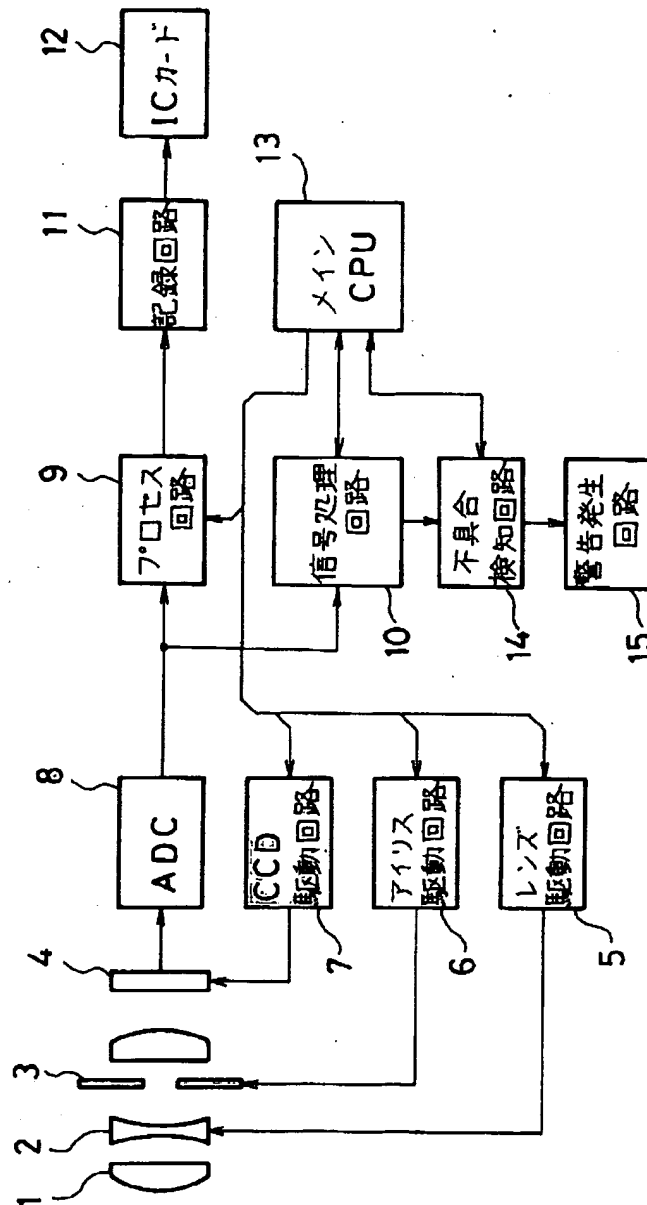 1
2
3
4
8
ADC
9
プロセス
回路
11
記録回路
12
ICカード
7
CCD
駆動回路
10
信号処理
回路
13
メイン
CPU
6
アイリス
駆動回路
14
不具合
検知回路
5
レンズ
駆動回路
15
警告発生
回路